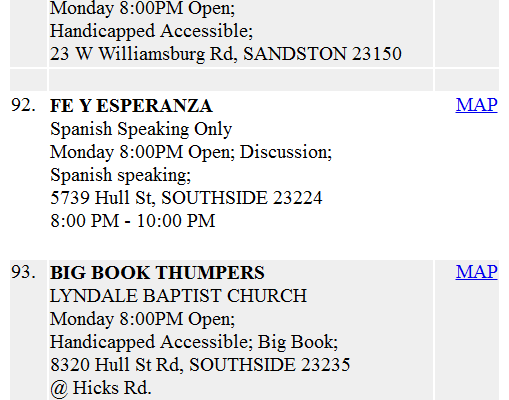 Monday 8:00PM Open;
Handicapped Accessible;
23 W Williamsburg Rd, SANDSTON 23150
92. FE Y ESPERANZA MAP
Spanish Speaking Only
Monday 8:00PM Open; Discussion;
Spanish speaking;
5739 Hull St, SOUTHSIDE 23224
8:00 PM - 10:00 PM
93. BIG BOOK THUMPERS MAP
LYNDALE BAPTIST CHURCH
Monday 8:00PM Open;
Handicapped Accessible; Big Book;
8320 Hull St Rd, SOUTHSIDE 23235
@ Hicks Rd.